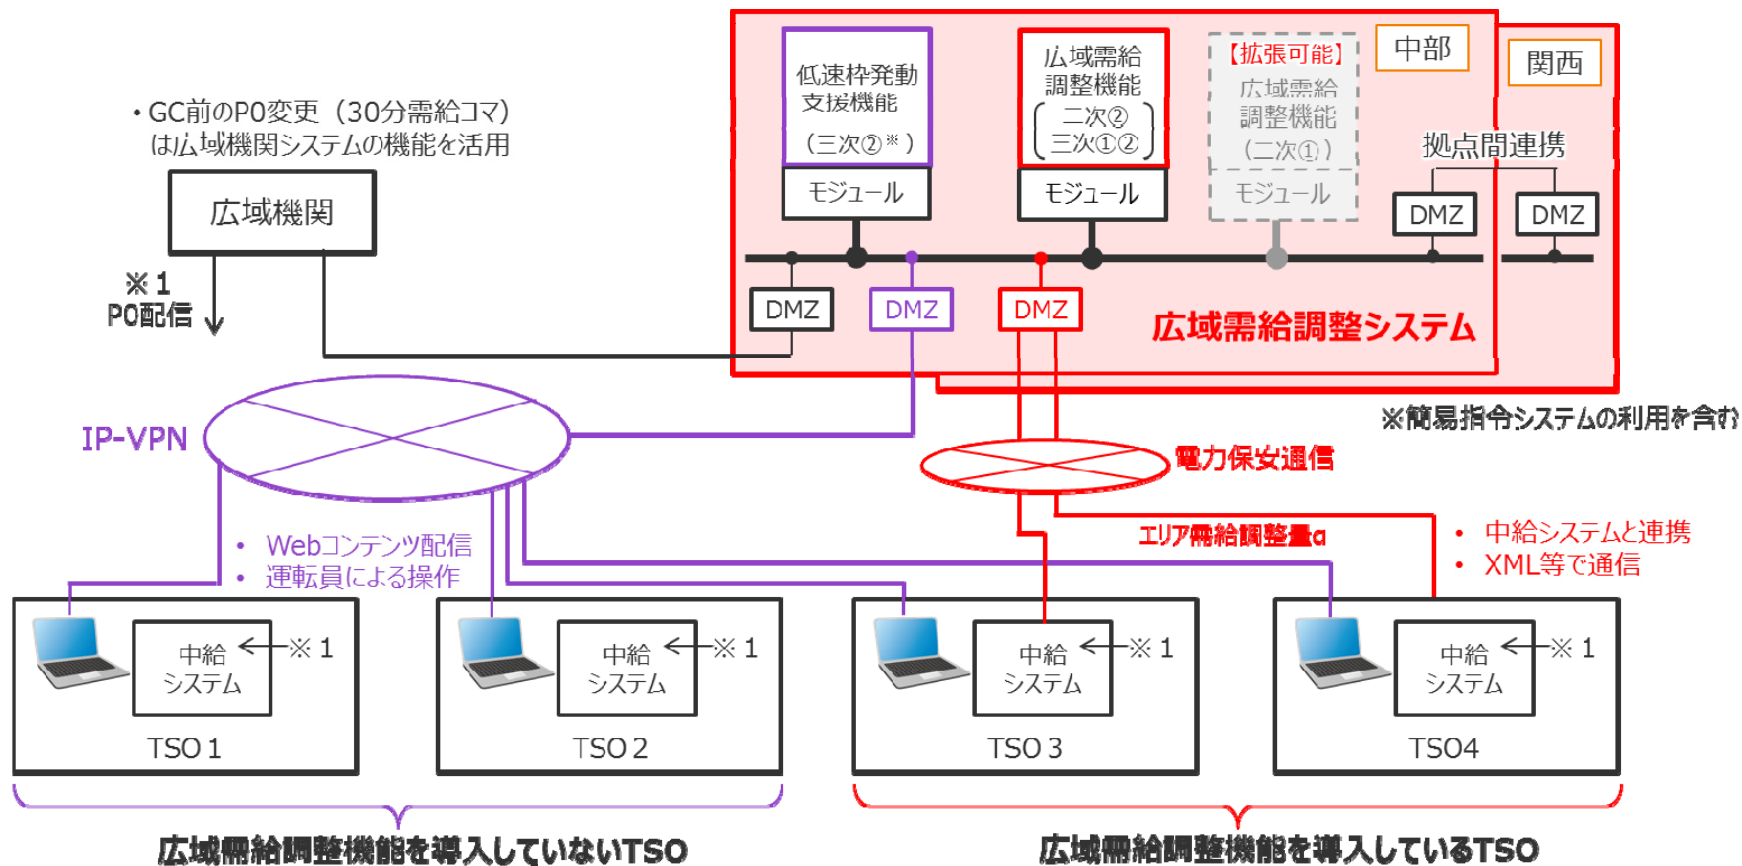 ・GC前のP0変更（30分需給コマ）
は広域機関システムの機能を活用
広域機関
※1
P0配信
低速枠発動
支援機能
（三次②※）
モジュール
広域需給
調整機能
二次②
三次①②
モジュール
【拡張可能】
広域需給
調整機能
（二次①）
モジュール
中部
関西
拠点間連携
DMZ
DMZ
DMZ
DMZ
DMZ
広域需給調整システム
※簡易指令システムの利用を含む
IP-VPN
電力保安通信
エリア需給調整量α
• Webコンテンツ配信
• 運転員による操作
• 中給システムと連携
• XML等で通信
中給
システム
※1
TSO1
中給
システム
※1
TSO2
中給
システム
※1
TSO3
中給
システム
※1
TSO4
広域需給調整機能を導入していないTSO
広域需給調整機能を導入しているTSO